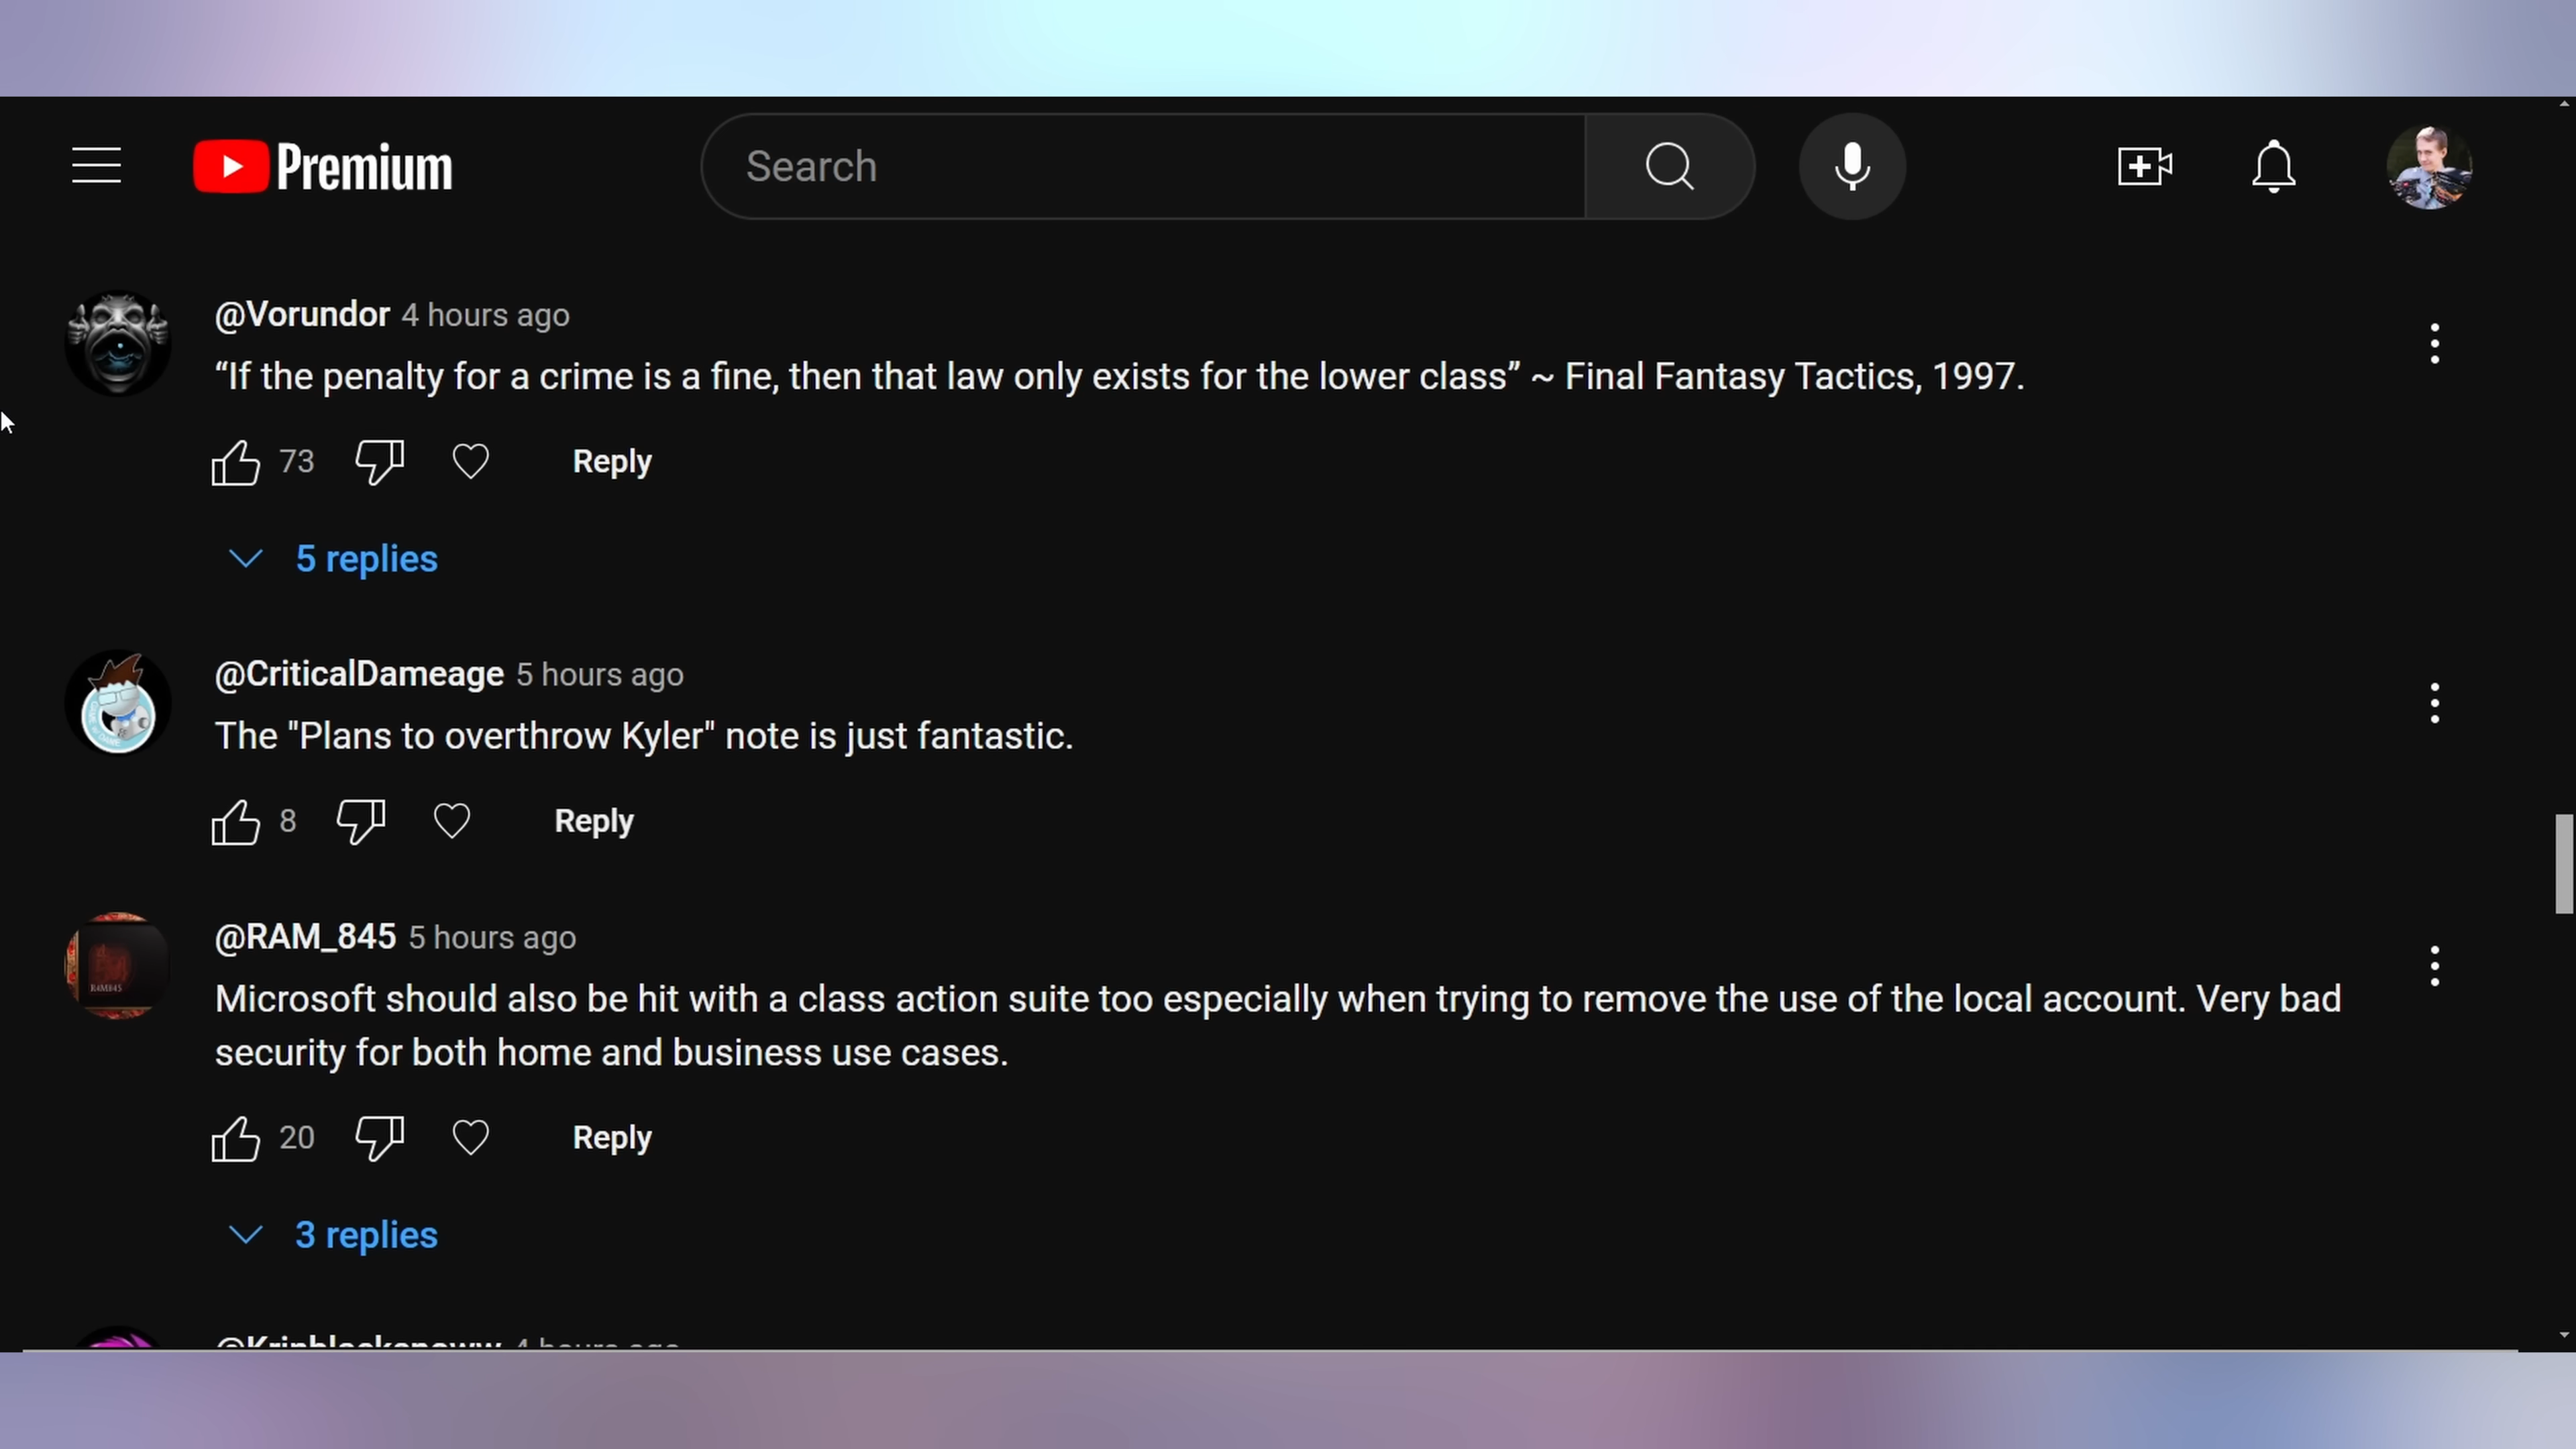 Premium
Search
@Vorundor 4 hours ago
“If the penalty for a crime is a fine, then that law only exists for the lower class” ~ Final Fantasy Tactics, 1997.
73 Reply
5 replies
@CriticalDameage 5 hours ago
The "Plans to overthrow Kyler" note is just fantastic.
8 Reply
@RAM_845 5 hours ago
Microsoft should also be hit with a class action suite too especially when trying to remove the use of the local account. Very bad
security for both home and business use cases.
20 Reply
3 replies
4 hours ago